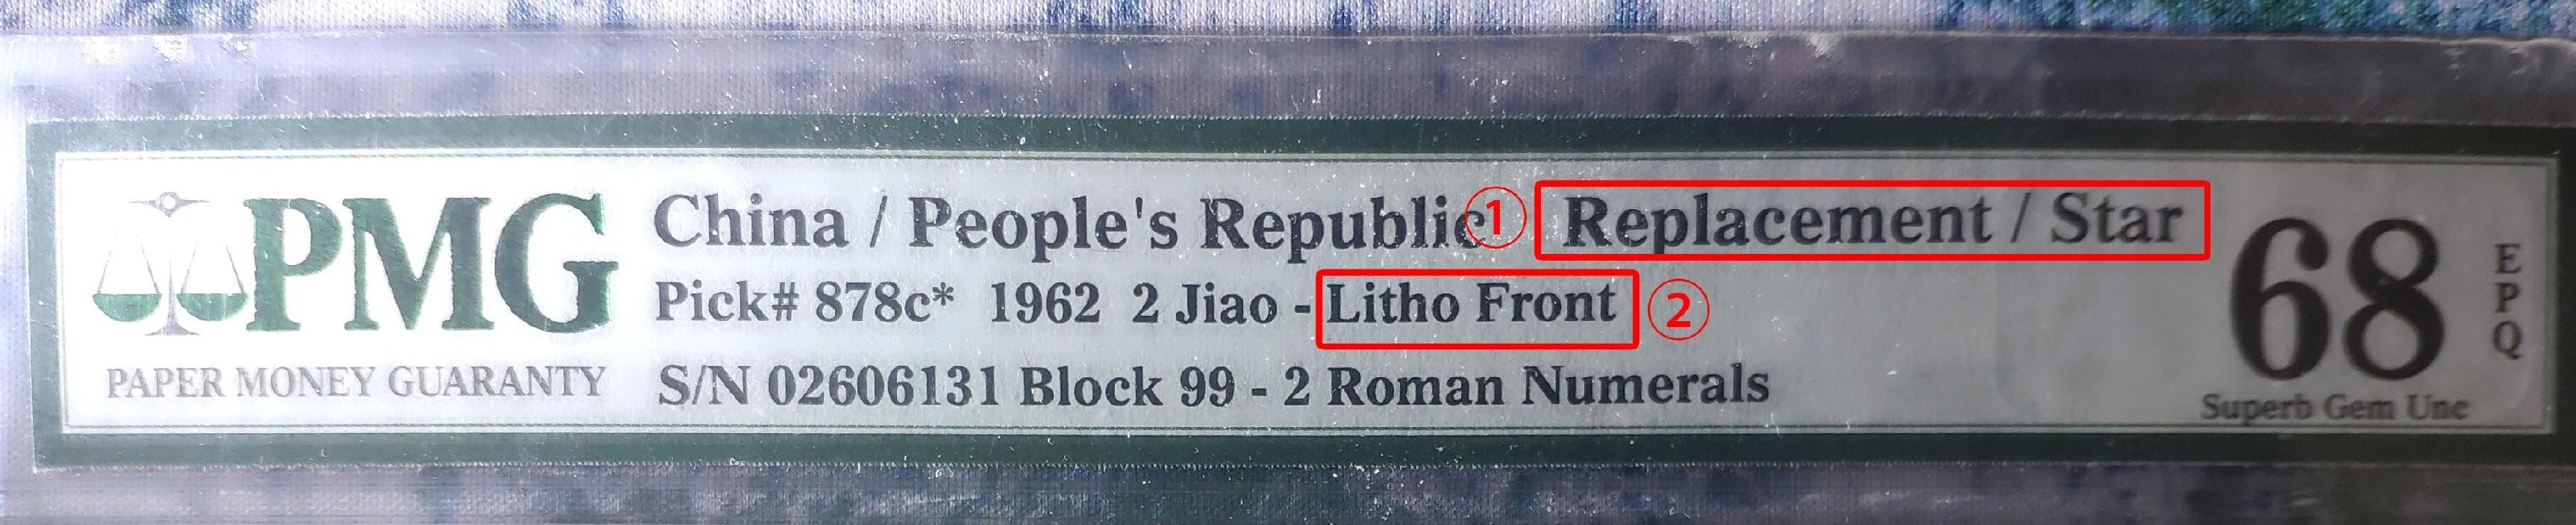 PMG
PAPER MONEY GUARANTY
China / People's Republic ① Replacement / Star
Pick# 878c* 1962 2 Jiao - Litho Front ②
S/N 02606131 Block 99 - 2 Roman Numerals
68
EPQ
Superb Gem Unc